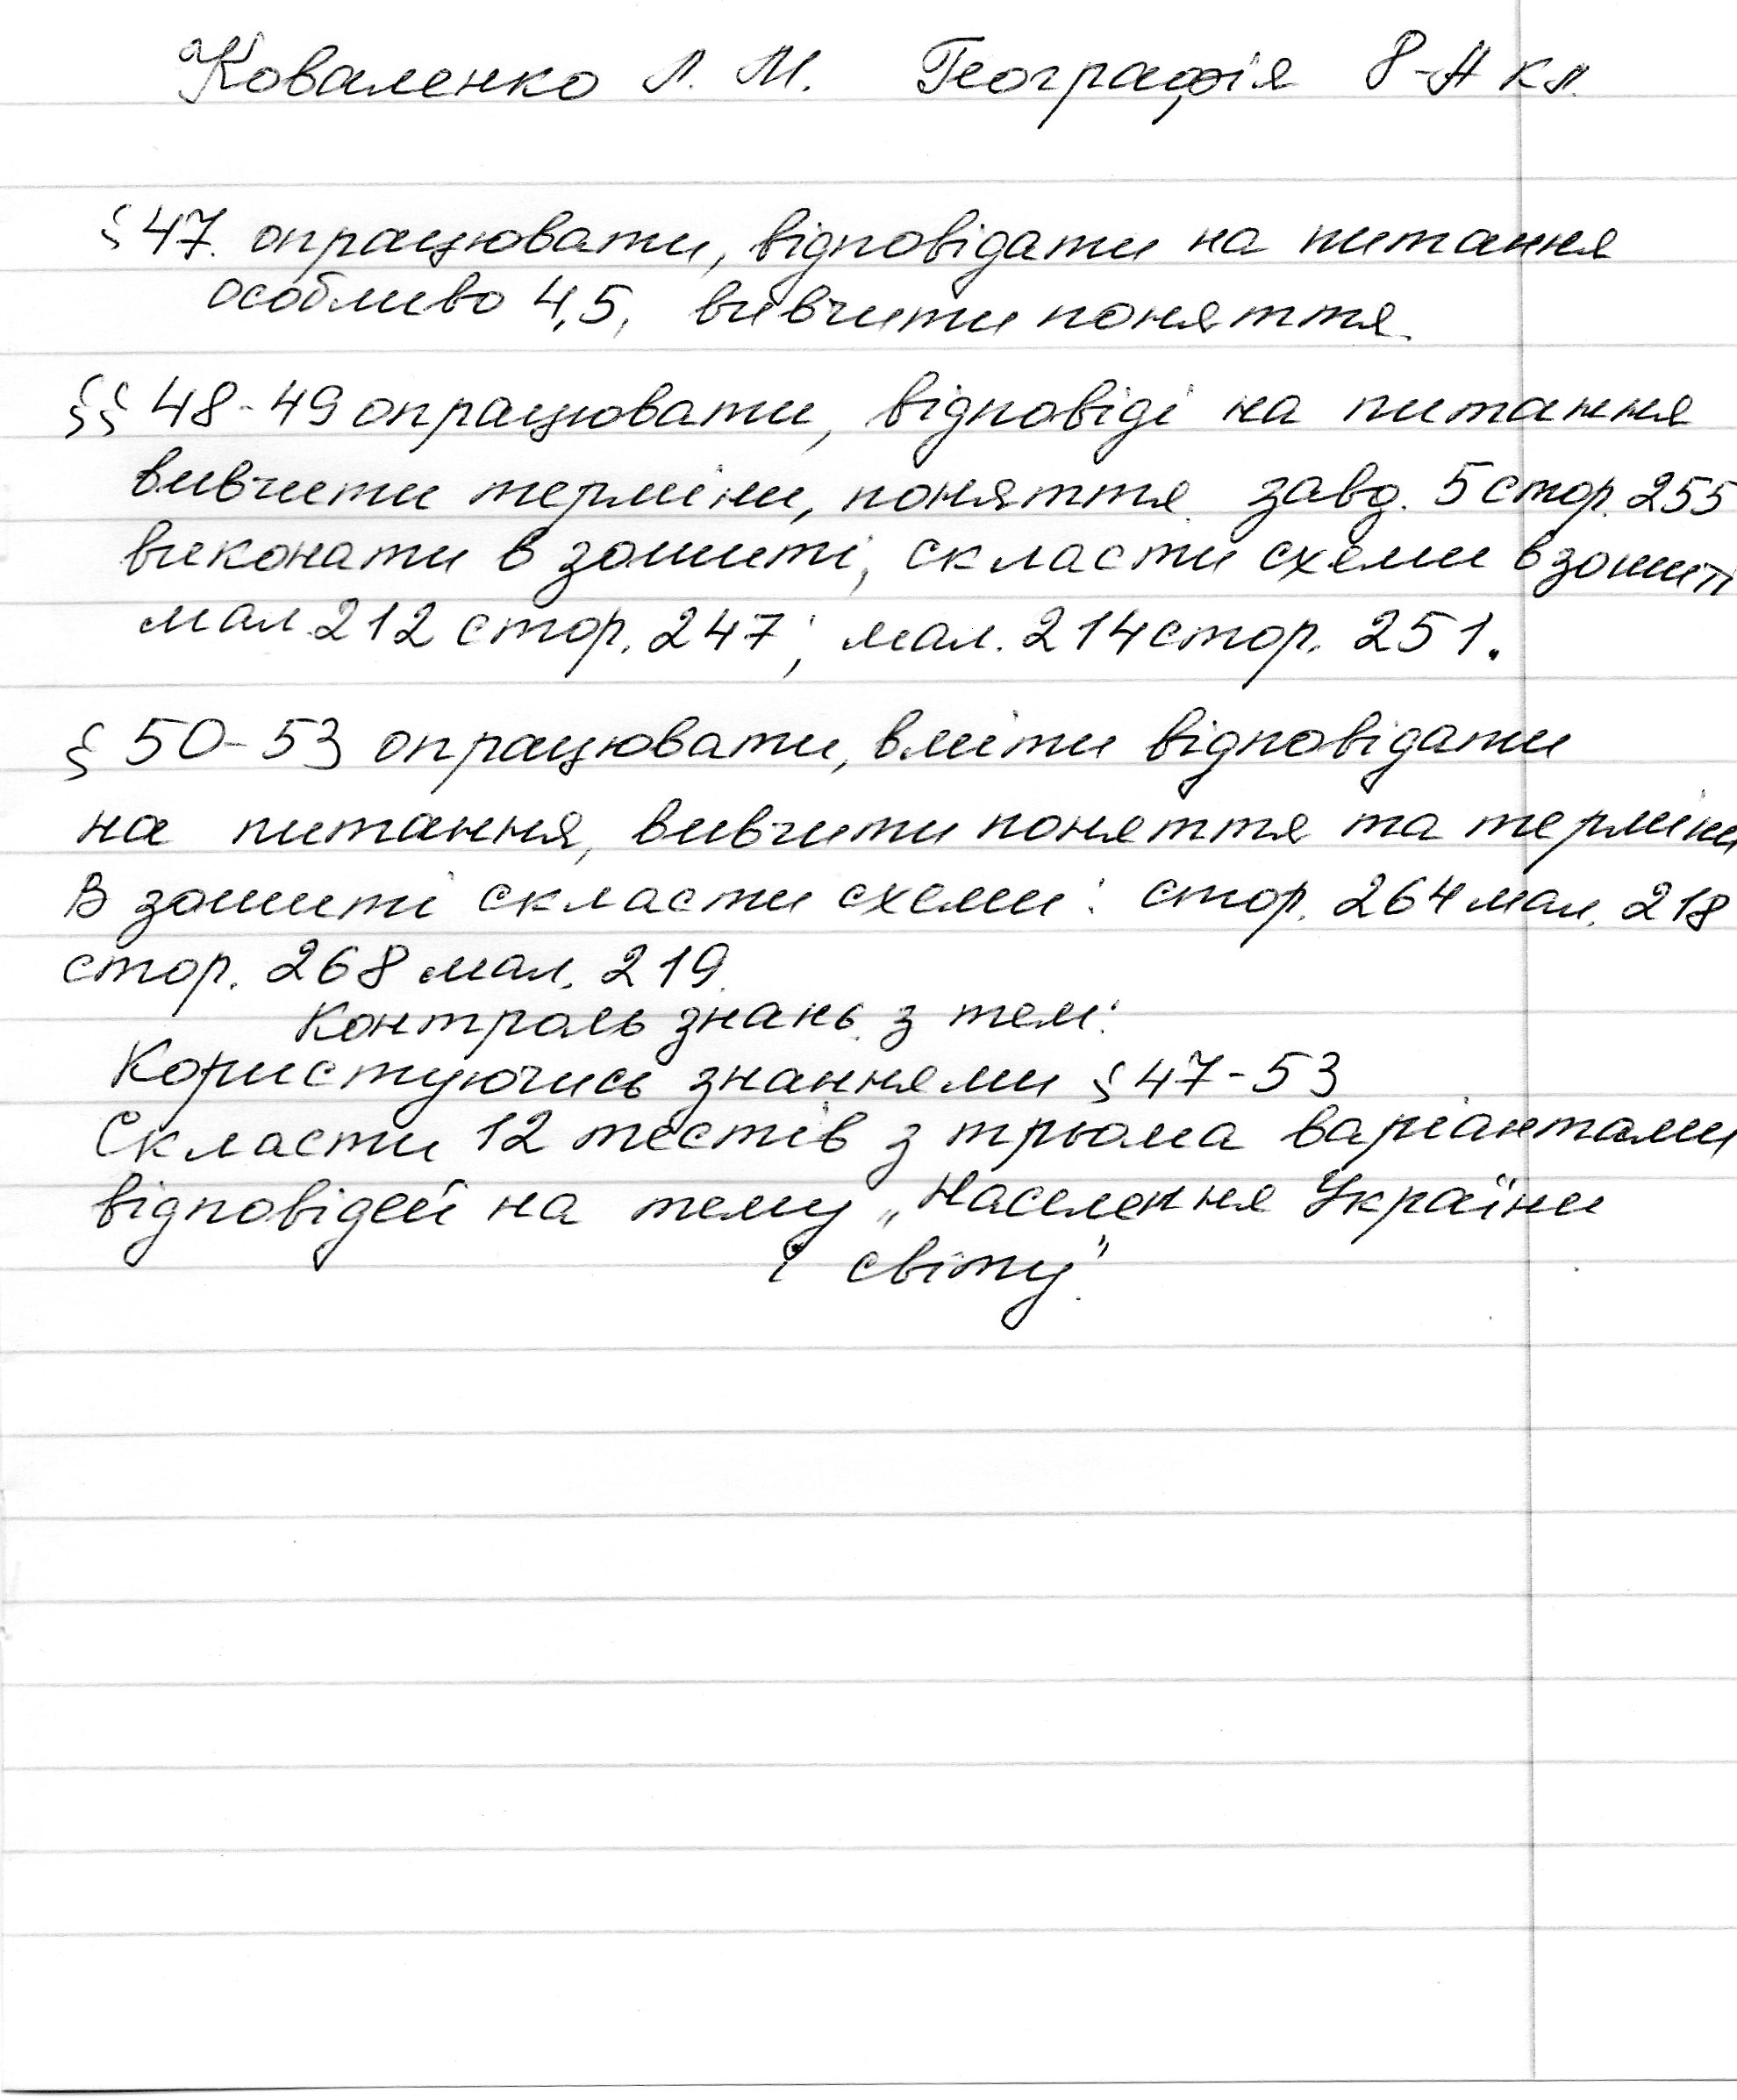 Коваленко Л. М. Географія 8-А кл.
§ 47. опрацювати, відповідати на питання
особливо 4,5, вивчити поняття.
§§ 48-49 опрацювати, відповіді на питання
вивчити терміни, поняття. завд. 5 стор. 255
виконати в зошиті, скласти схеми в зошиті
мал. 212 стор. 247; мал. 214 стор. 251.
§ 50-53 опрацювати, вміти відповідати
на питання, вивчити поняття та терміни
В зошиті скласти схеми: стор. 264 мал. 218
стор. 268 мал. 219.
Контроль знань з тем:
Користуючись знаннями § 47-53
Скласти 12 тестів з трьома варіантами
відповідей на тему „Населення України
і світу".